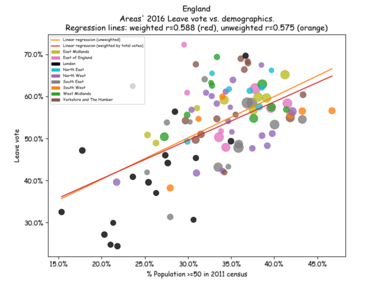 England
Areas' 2016 Leave vote vs. demographics.
Regression lines: weighted r=0.588 (red), unweighted r=0.575 (orange)
Linear regression (unweighted)
Linear regression (weighted by total votes)
East Midlands
East of England
London
North East
North West
South East
South West
West Midlands
Yorkshire and The Humber
70.0%
60.0%
50.0%
40.0%
30.0%
Leave vote
15.0% 20.0% 25.0% 30.0% 35.0% 40.0% 45.0%
% Population >=50 in 2011 census